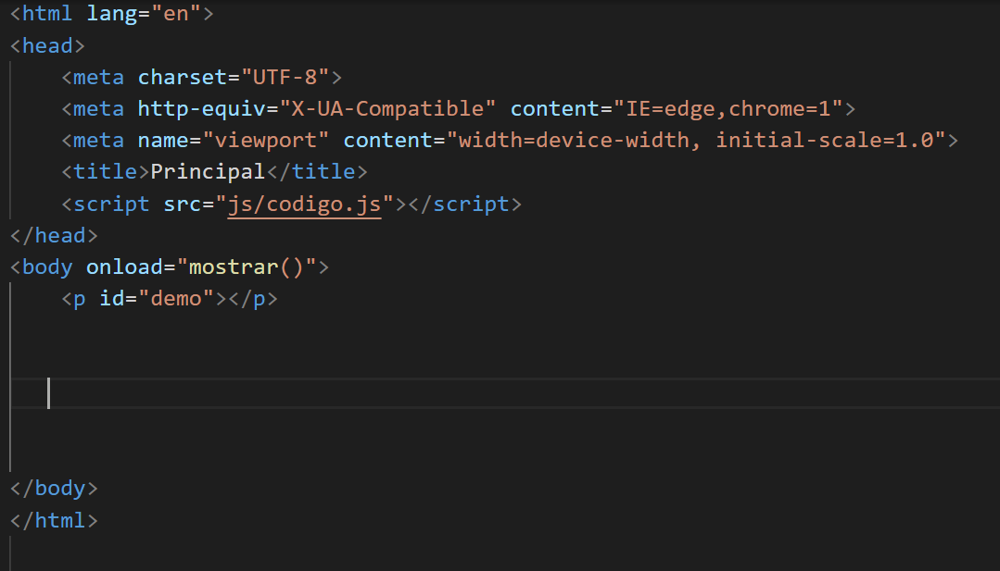 <html lang="en">
<head>
    <meta charset="UTF-8">
    <meta http-equiv="X-UA-Compatible" content="IE=edge,chrome=1">
    <meta name="viewport" content="width=device-width, initial-scale=1.0">
    <title>Principal</title>
    <script src="js/codigo.js"></script>
</head>
<body onload="mostrar()">
    <p id="demo"></p>
</body>
</html>